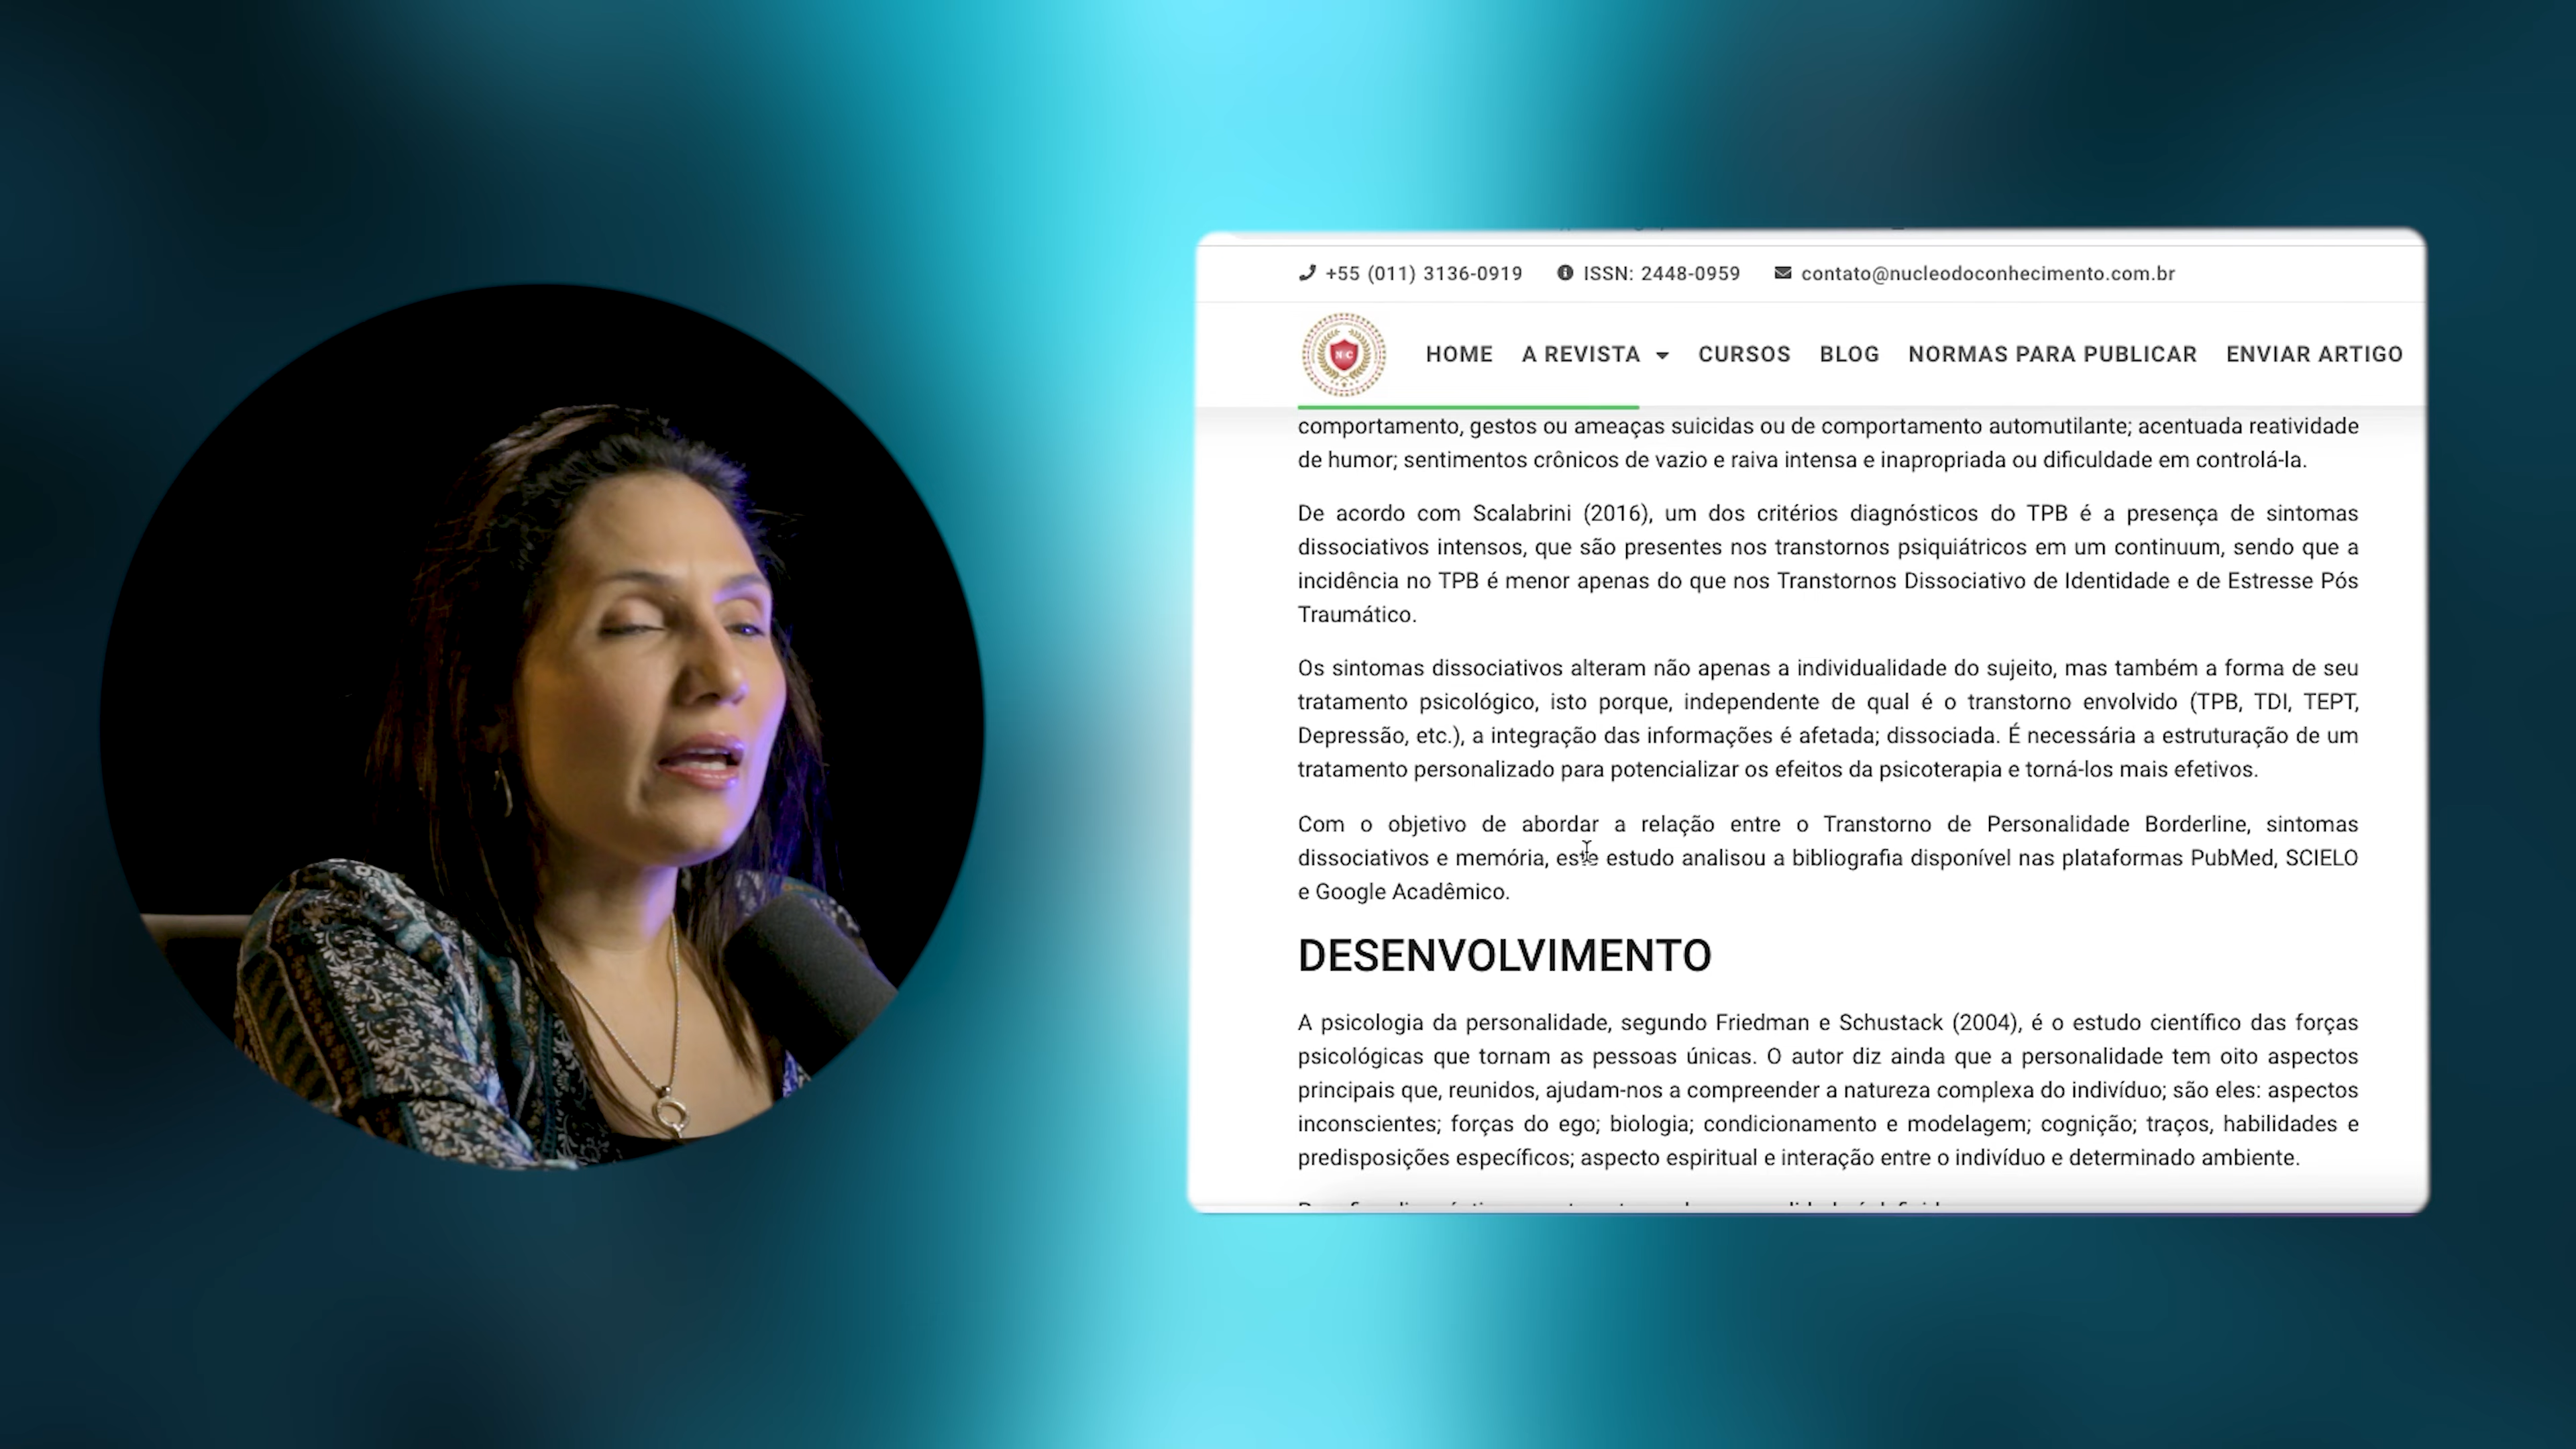 +55 (011) 3136-0919 ISSN: 2448-0959 contato@nucleodoconhecimento.com.br
NC HOME A REVISTA CURSOS BLOG NORMAS PARA PUBLICAR ENVIAR ARTIGO
comportamento, gestos ou ameaças suicidas ou de comportamento automutilante; acentuada reatividade
de humor; sentimentos crônicos de vazio e raiva intensa e inapropriada ou dificuldade em controlá-la.
De acordo com Scalabrini (2016), um dos critérios diagnósticos do TPB é a presença de sintomas
dissociativos intensos, que são presentes nos transtornos psiquiátricos em um continuum, sendo que a
incidência no TPB é menor apenas do que nos Transtornos Dissociativo de Identidade e de Estresse Pós
Traumático.
Os sintomas dissociativos alteram não apenas a individualidade do sujeito, mas também a forma de seu
tratamento psicológico, isto porque, independente de qual é o transtorno envolvido (TPB, TDI, TEPT,
Depressão, etc.), a integração das informações é afetada; dissociada. É necessária a estruturação de um
tratamento personalizado para potencializar os efeitos da psicoterapia e torná-los mais efetivos.
Com o objetivo de abordar a relação entre o Transtorno de Personalidade Borderline, sintomas
dissociativos e memória, este estudo analisou a bibliografia disponível nas plataformas PubMed, SCIELO
e Google Acadêmico.
DESENVOLVIMENTO
A psicologia da personalidade, segundo Friedman e Schustack (2004), é o estudo científico das forças
psicológicas que tornam as pessoas únicas. O autor diz ainda que a personalidade tem oito aspectos
principais que, reunidos, ajudam-nos a compreender a natureza complexa do indivíduo; são eles: aspectos
inconscientes; forças do ego; biologia; condicionamento e modelagem; cognição; traços, habilidades e
predisposições específicos; aspecto espiritual e interação entre o indivíduo e determinado ambiente.